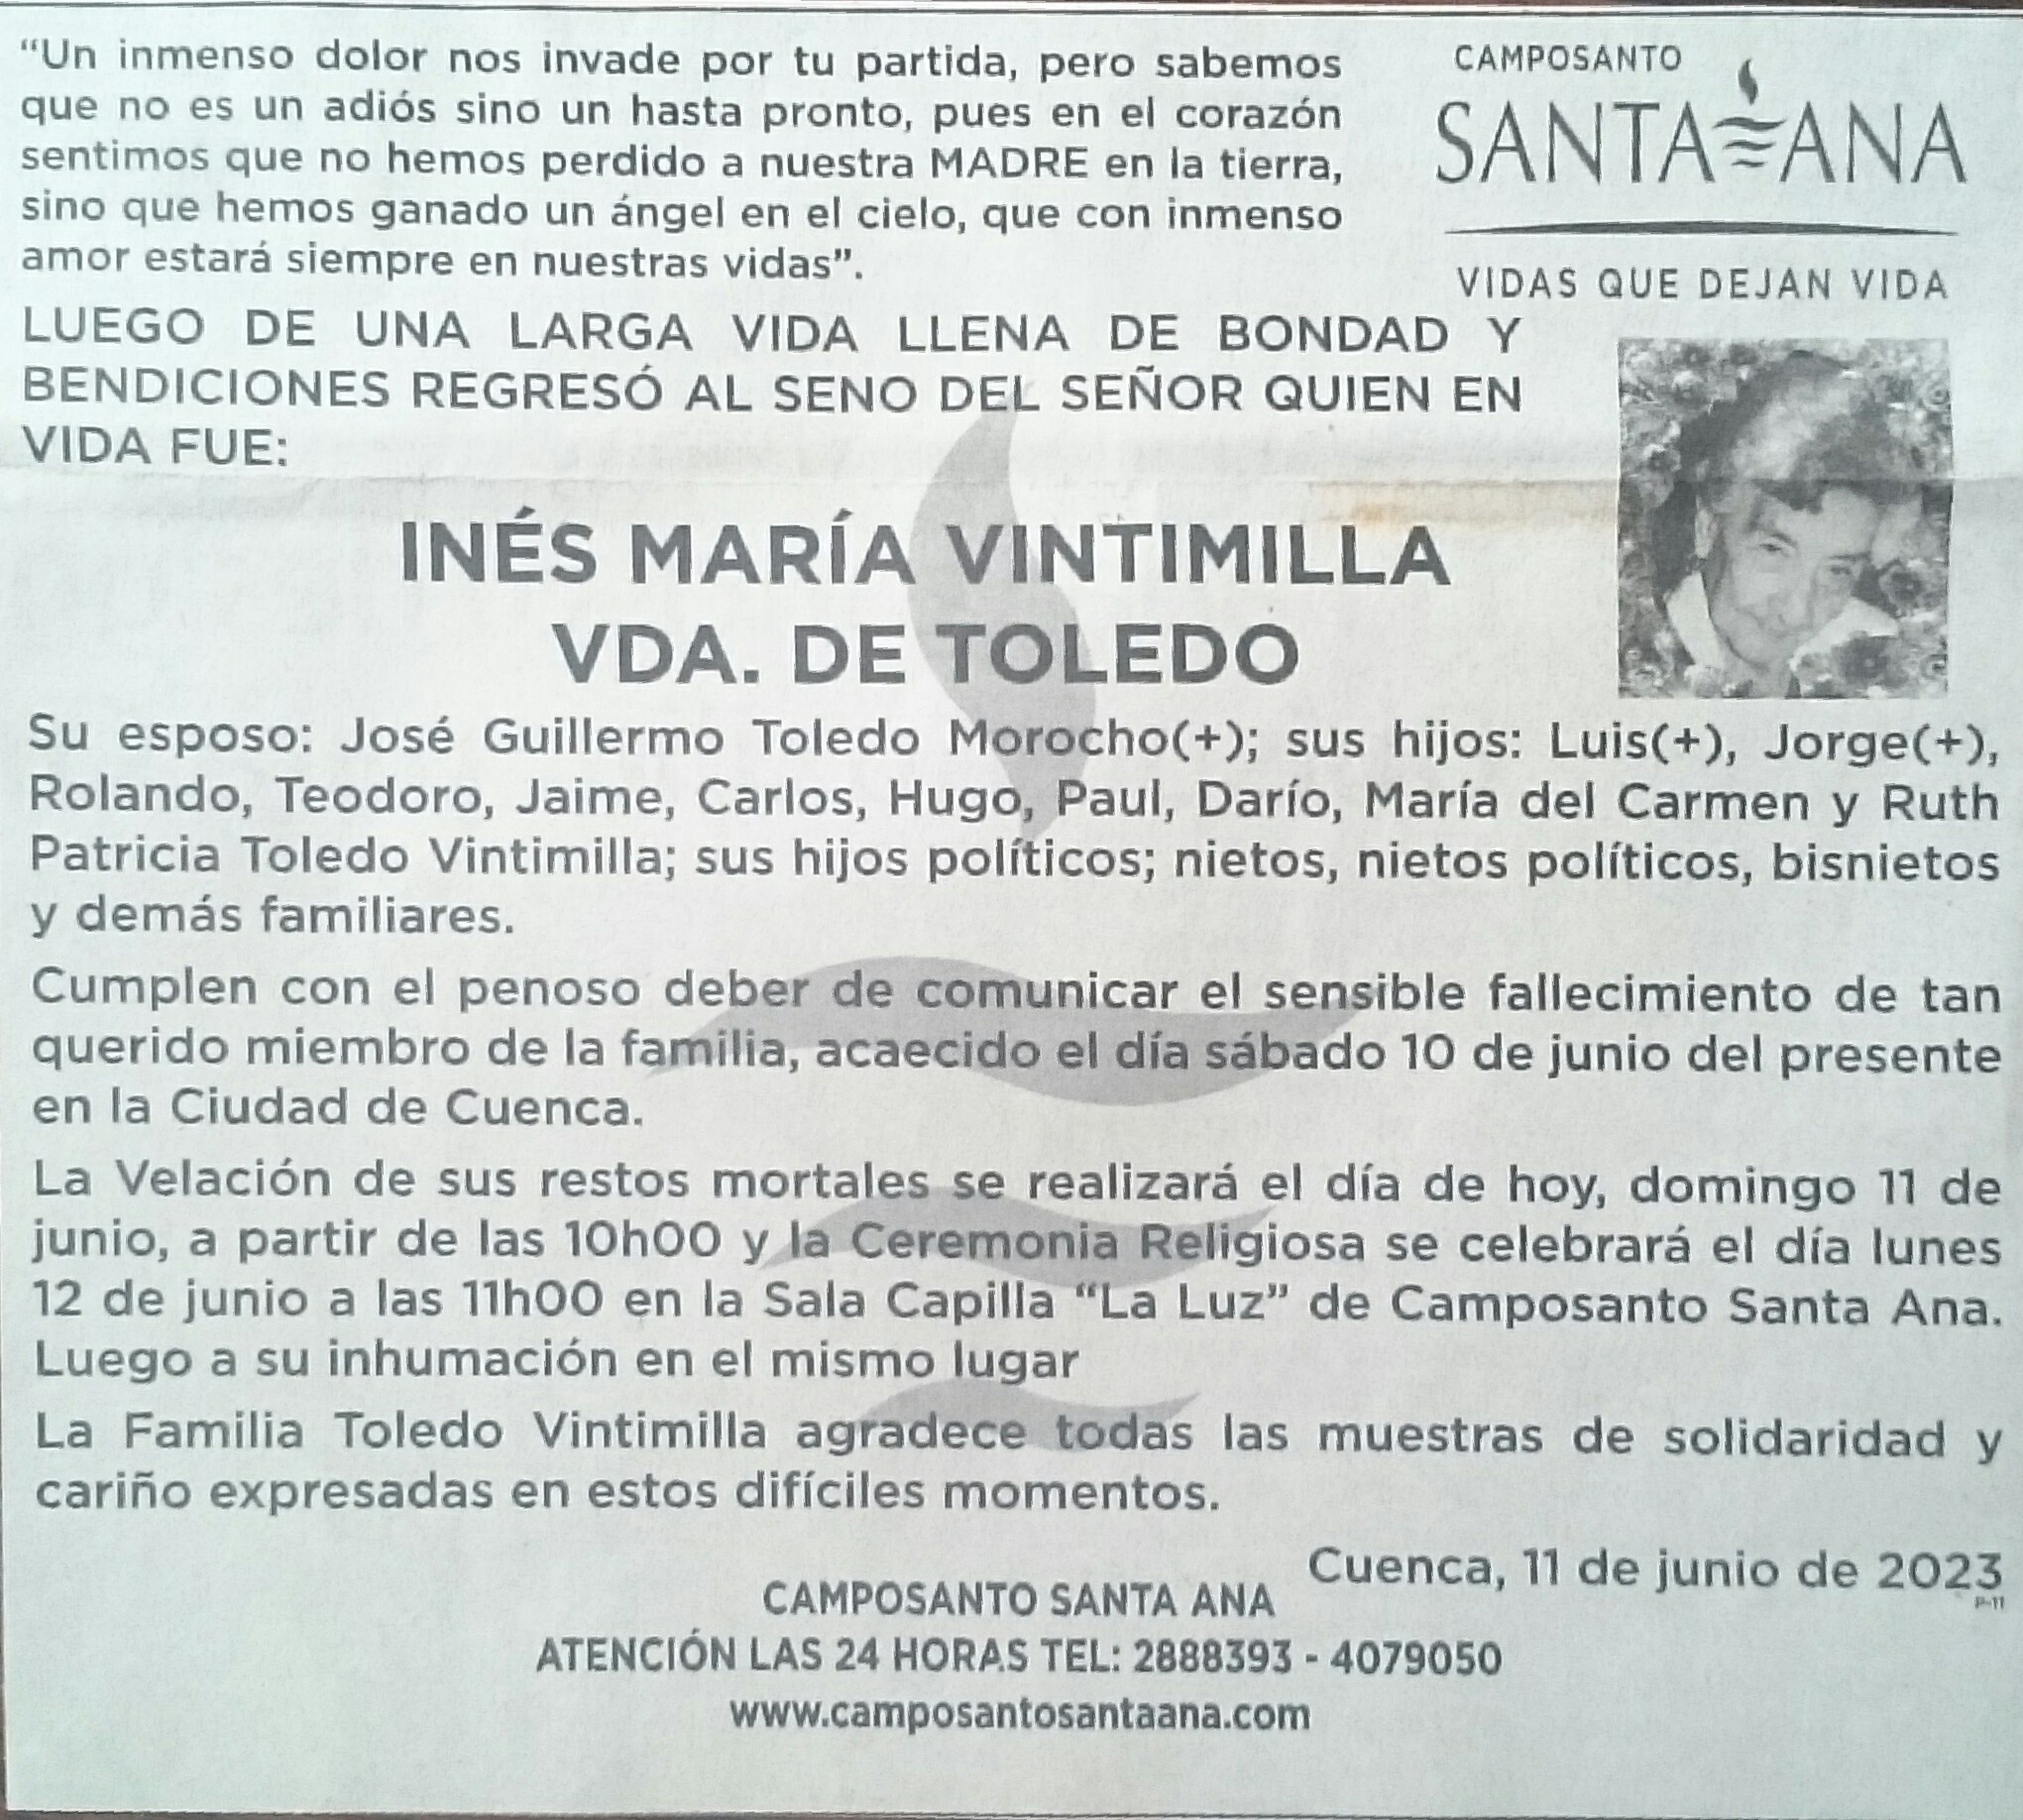 “Un inmenso dolor nos invade por tu partida, pero sabemos
que no es un adiós sino un hasta pronto, pues en el corazón
sentimos que no hemos perdido a nuestra MADRE en la tierra,
sino que hemos ganado un ángel en el cielo, que con inmenso
amor estará siempre en nuestras vidas”.
CAMPOSANTO
SANTA ANA
VIDAS QUE DEJAN VIDA
LUEGO DE UNA LARGA VIDA LLENA DE BONDAD Y
BENDICIONES REGRESÓ AL SENO DEL SEÑOR QUIEN EN
VIDA FUE:
INÉS MARÍA VINTIMILLA
VDA. DE TOLEDO
Su esposo: José Guillermo Toledo Morocho(+); sus hijos: Luis(+), Jorge(+),
Rolando, Teodoro, Jaime, Carlos, Hugo, Paul, Darío, María del Carmen y Ruth
Patricia Toledo Vintimilla; sus hijos políticos; nietos, nietos políticos, bisnietos
y demás familiares.
Cumplen con el penoso deber de comunicar el sensible fallecimiento de tan
querido miembro de la familia, acaecido el día sábado 10 de junio del presente
en la Ciudad de Cuenca.
La Velación de sus restos mortales se realizará el día de hoy, domingo 11 de
junio, a partir de las 10h00 y la Ceremonia Religiosa se celebrará el día lunes
12 de junio a las 11h00 en la Sala Capilla “La Luz” de Camposanto Santa Ana.
Luego a su inhumación en el mismo lugar
La Familia Toledo Vintimilla agradece todas las muestras de solidaridad y
cariño expresadas en estos difíciles momentos.
Cuenca, 11 de junio de 2023
P-11
CAMPOSANTO SANTA ANA
ATENCIÓN LAS 24 HORAS TEL: 2888393 - 4079050
www.camposantosantaana.com